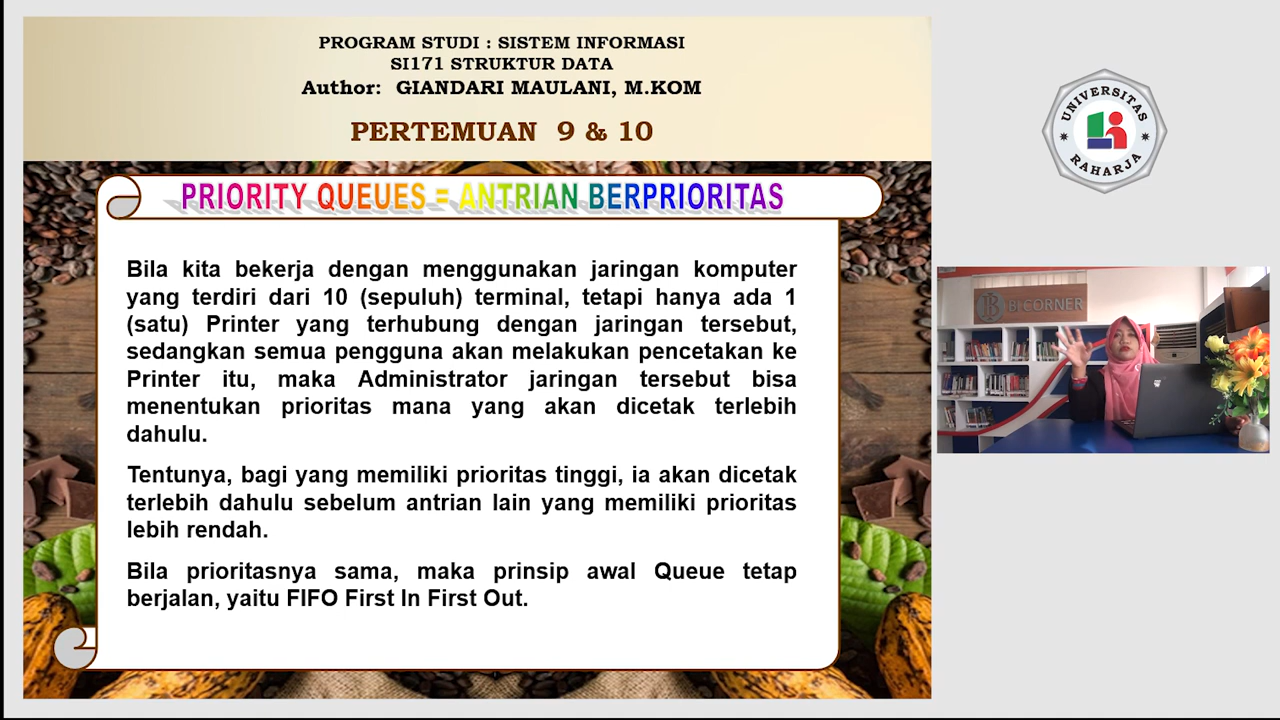 PROGRAM STUDI : SISTEM INFORMASI
SI171 STRUKTUR DATA
Author: GIANDARI MAULANI, M.KOM
PERTEMUAN 9 & 10
PRIORITY QUEUES = ANTRIAN BERPRIORITAS
Bila kita bekerja dengan menggunakan jaringan komputer
yang terdiri dari 10 (sepuluh) terminal, tetapi hanya ada 1
(satu) Printer yang terhubung dengan jaringan tersebut,
sedangkan semua pengguna akan melakukan pencetakan ke
Printer itu, maka Administrator jaringan tersebut bisa
menentukan prioritas mana yang akan dicetak terlebih
dahulu.
Tentunya, bagi yang memiliki prioritas tinggi, ia akan dicetak
terlebih dahulu sebelum antrian lain yang memiliki prioritas
lebih rendah.
Bila prioritasnya sama, maka prinsip awal Queue tetap
berjalan, yaitu FIFO First In First Out.
UNIVERSITAS
RAHARJA
BI CORNER